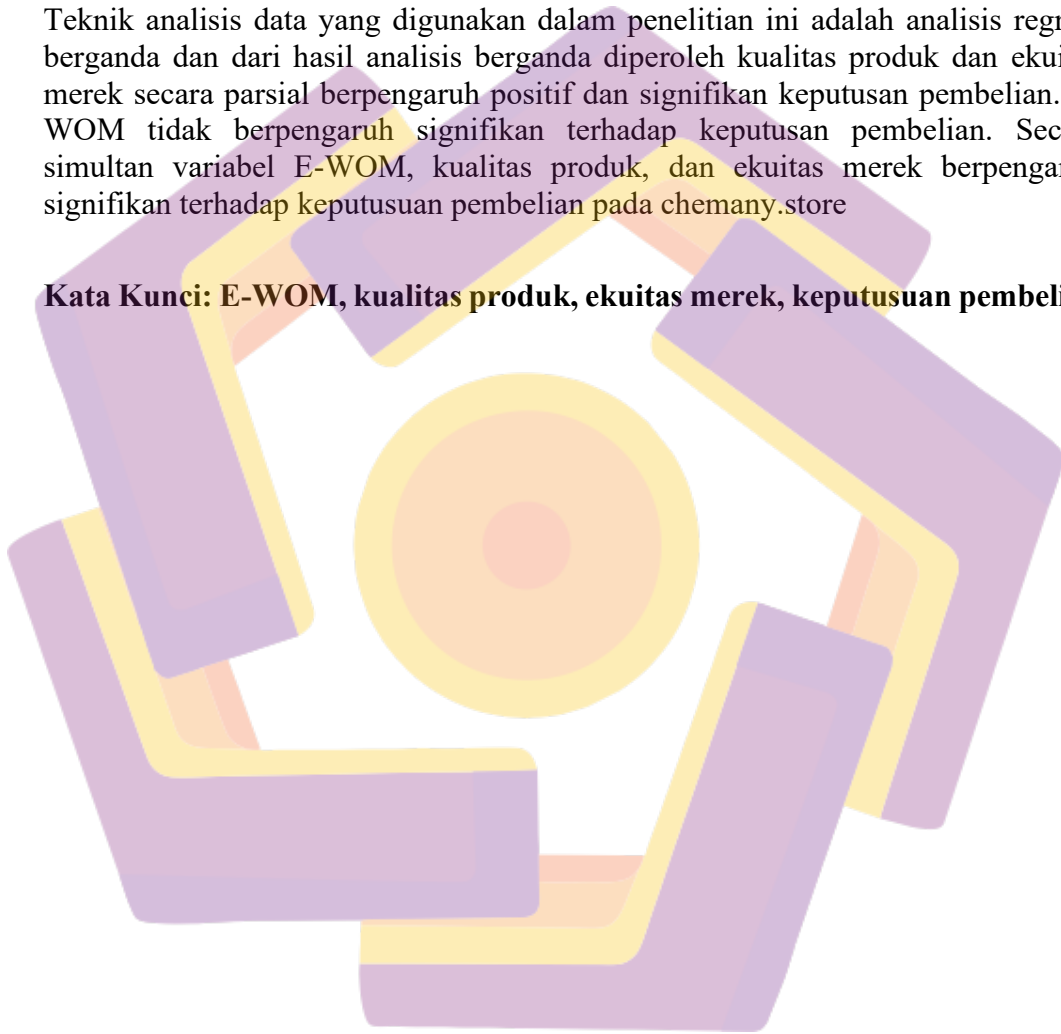 Teknik analisis data yang digunakan dalam penelitian ini adalah analisis regr
berganda dan dari hasil analisis berganda diperoleh kualitas produk dan ekui
merek secara parsial berpengaruh positif dan signifikan keputusan pembelian.
WOM tidak berpengaruh signifikan terhadap keputusan pembelian. Sec
simultan variabel E-WOM, kualitas produk, dan ekuitas merek berpengar
signifikan terhadap keputusuan pembelian pada chemany.store
Kata Kunci: E-WOM, kualitas produk, ekuitas merek, keputusuan pembeli